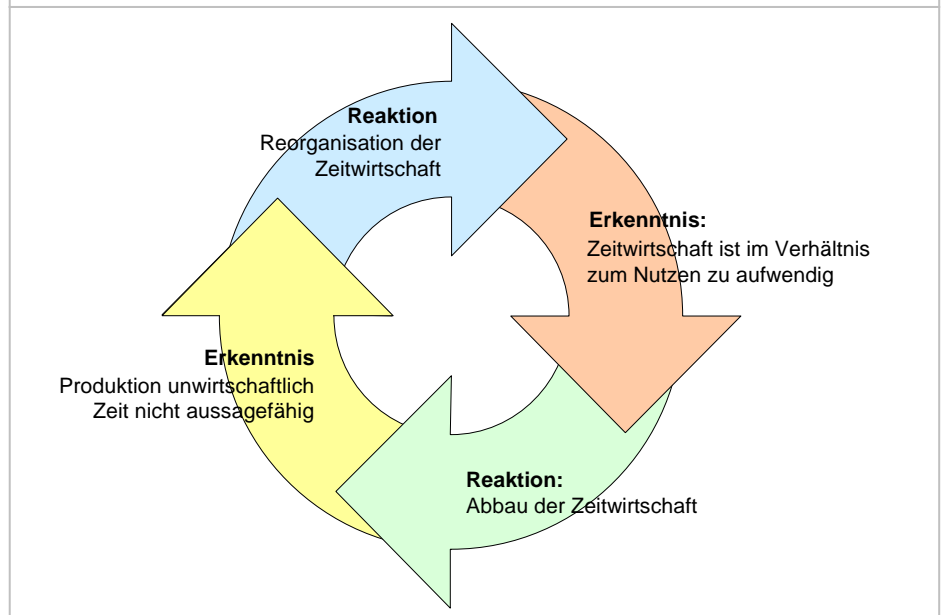 Reaktion
Reorganisation der
Zeitwirtschaft
Erkenntnis:
Zeitwirtschaft ist im Verhältnis
zum Nutzen zu aufwendig
Reaktion:
Abbau der Zeitwirtschaft
Erkenntnis
Produktion unwirtschaftlich
Zeit nicht aussagefähig